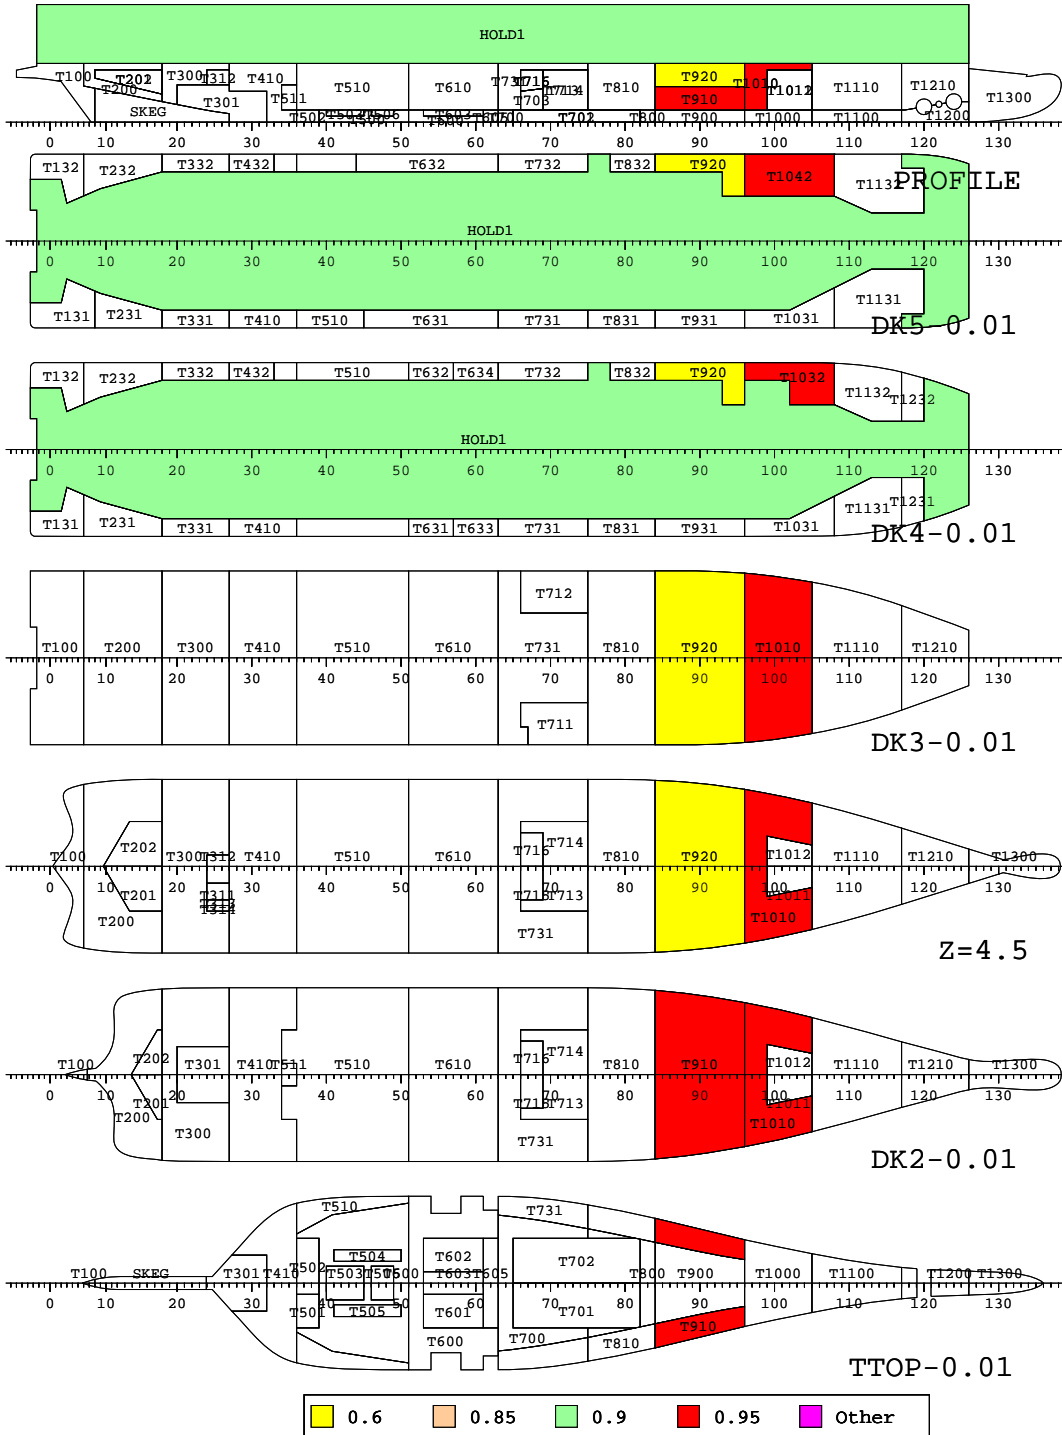 HOLD1
T100 T202 T300 T312 T410 T510 T610 T716 T714 T810 T920 T1010 T1012 T1110 T1210 T1300
T200 T301 T511 T703 T910
SKEG T502 T506 T603 T702 T800 T900 T1000 T1100 T1200
0 10 20 30 40 50 60 70 80 90 100 110 120 130
PROFILE
T132 T232 T332 T432 T632 T732 T832 T920 T1042 T1132
HOLD1
0 10 20 30 40 50 60 70 80 90 100 110 120 130
T131 T231 T331 T410 T510 T631 T731 T831 T931 T1031 T1131
DK5-0.01
T132 T232 T332 T432 T510 T632 T634 T732 T832 T920 T1032 T1132 T1232
HOLD1
0 10 20 30 40 50 60 70 80 90 100 110 120 130
T131 T231 T331 T410 T631 T633 T731 T831 T931 T1031 T1131 T1231
DK4-0.01
T712
T100 T200 T300 T410 T510 T610 T731 T810 T920 T1010 T1110 T1210
0 10 20 30 40 50 60 70 80 90 100 110 120 130
T711
DK3-0.01
T202 T714
T100 T300 T312 T410 T510 T610 T716 T810 T920 T1012 T1110 T1210 T1300
0 10 20 30 40 50 60 70 80 90 100 110 120 130
T201 T311 T713 T1011
T200 T314 T731 T1010
Z=4.5
T202 T716 T714
T100 T301 T410 T511 T510 T610 T810 T910 T1012 T1110 T1210 T1300
0 10 20 30 40 50 60 70 80 90 100 110 120 130
T201 T713 T1011
T200 T300 T731 T1010
DK2-0.01
T510 T731
T504 T602 T702
T502
T100 SKEG T301 T410 T503 T600 T603 T605 T800 T900 T1000 T1100 T1200 T1300
0 10 20 30 40 50 60 70 80 90 100 110 120 130
T501 T505 T601 T701
T600 T700 T810 T910
TTOP-0.01
0.6 0.85 0.9 0.95 Other